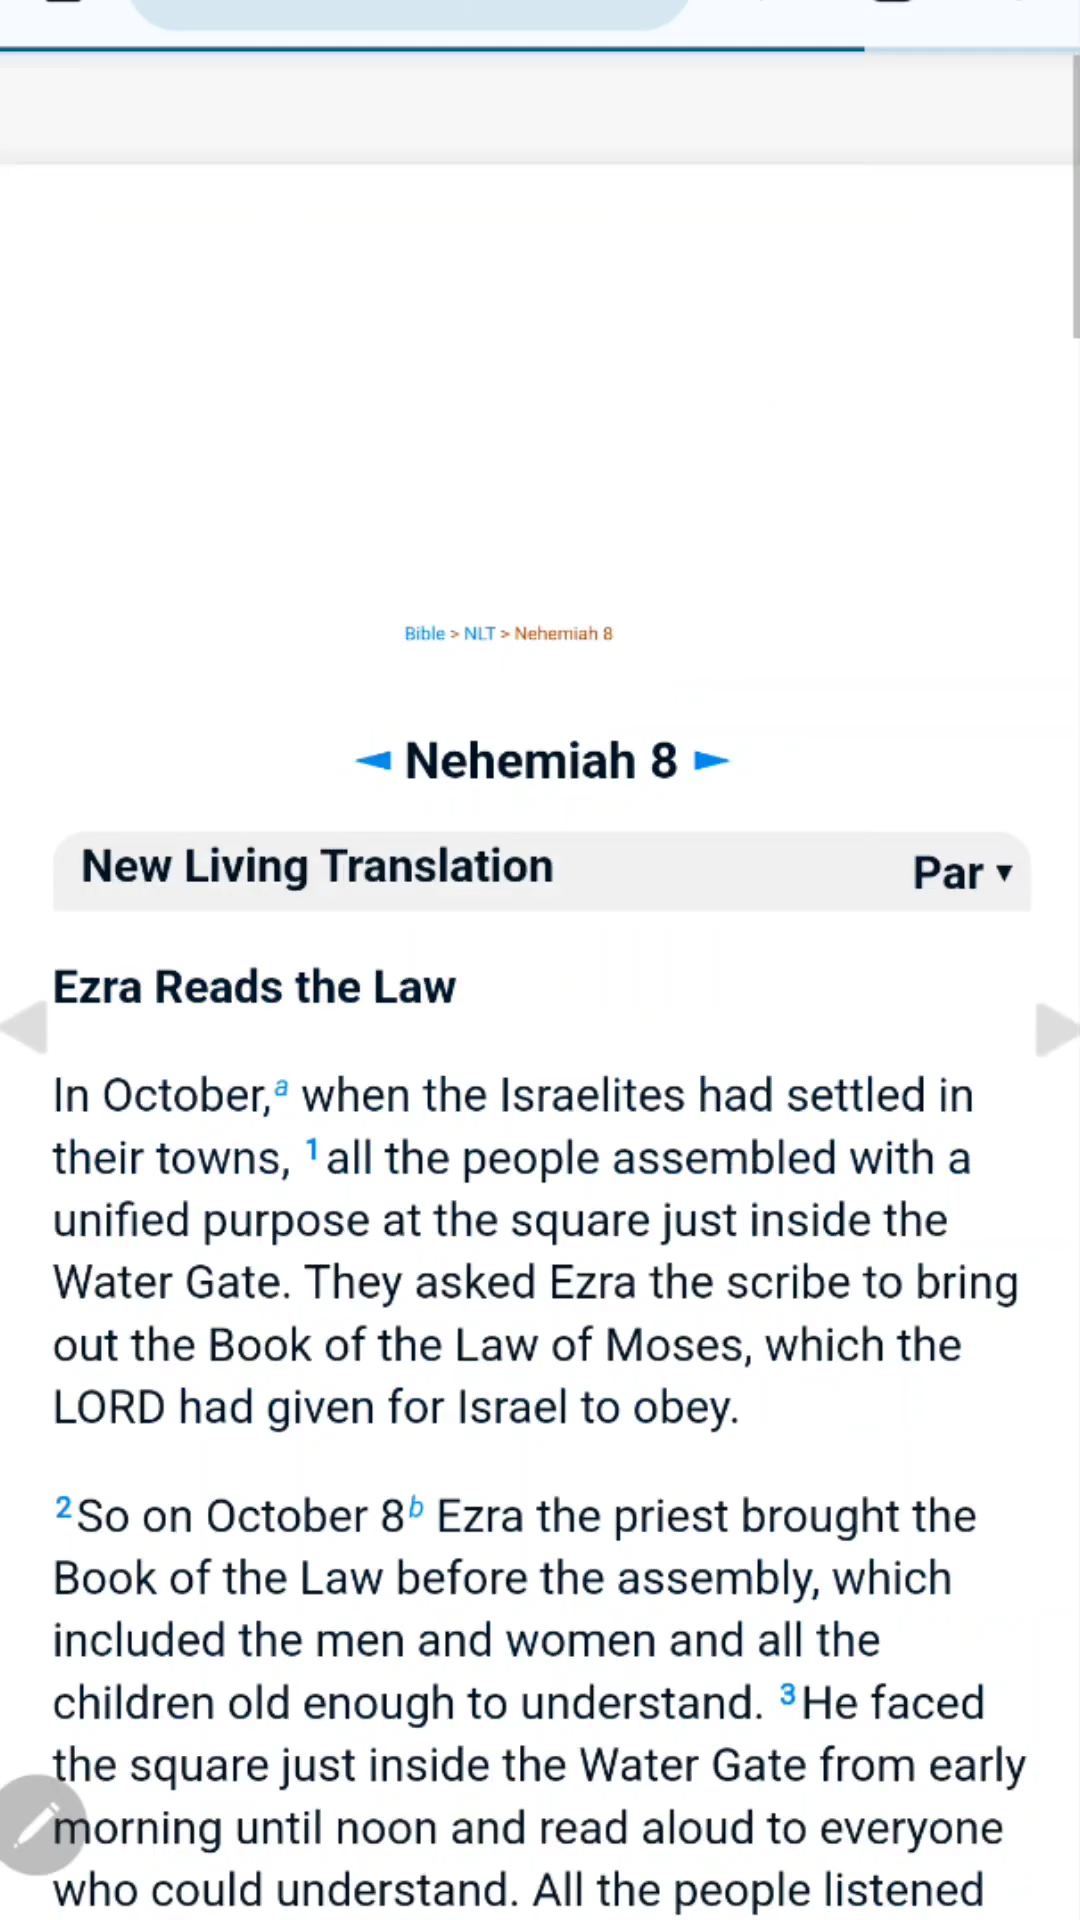 Bible > NLT > Nehemiah 8
◄ Nehemiah 8 ►
New Living Translation Par ▼
Ezra Reads the Law
In October,a when the Israelites had settled in
their towns, 1all the people assembled with a
unified purpose at the square just inside the
Water Gate. They asked Ezra the scribe to bring
out the Book of the Law of Moses, which the
LORD had given for Israel to obey.
2So on October 8b Ezra the priest brought the
Book of the Law before the assembly, which
included the men and women and all the
children old enough to understand. 3He faced
the square just inside the Water Gate from early
morning until noon and read aloud to everyone
who could understand. All the people listened